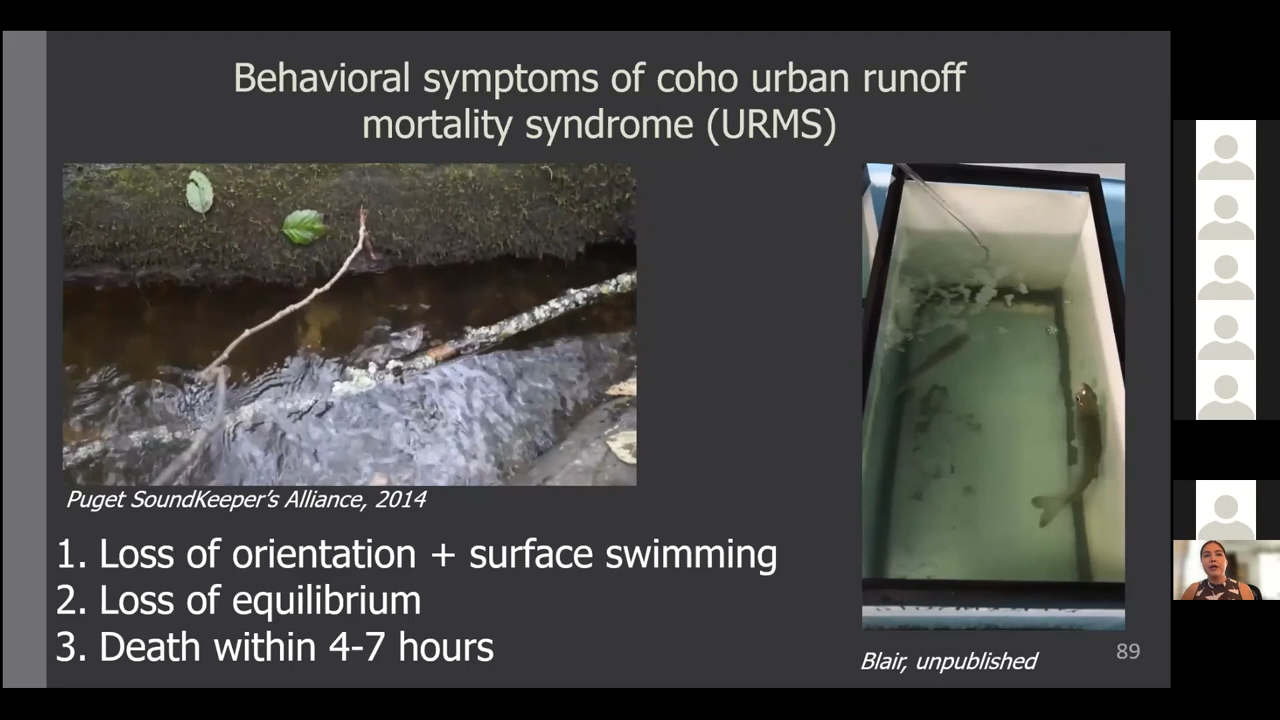 Behavioral symptoms of coho urban runoff
mortality syndrome (URMS)
Puget SoundKeeper's Alliance, 2014
1. Loss of orientation + surface swimming
2. Loss of equilibrium
3. Death within 4-7 hours
Blair, unpublished
89